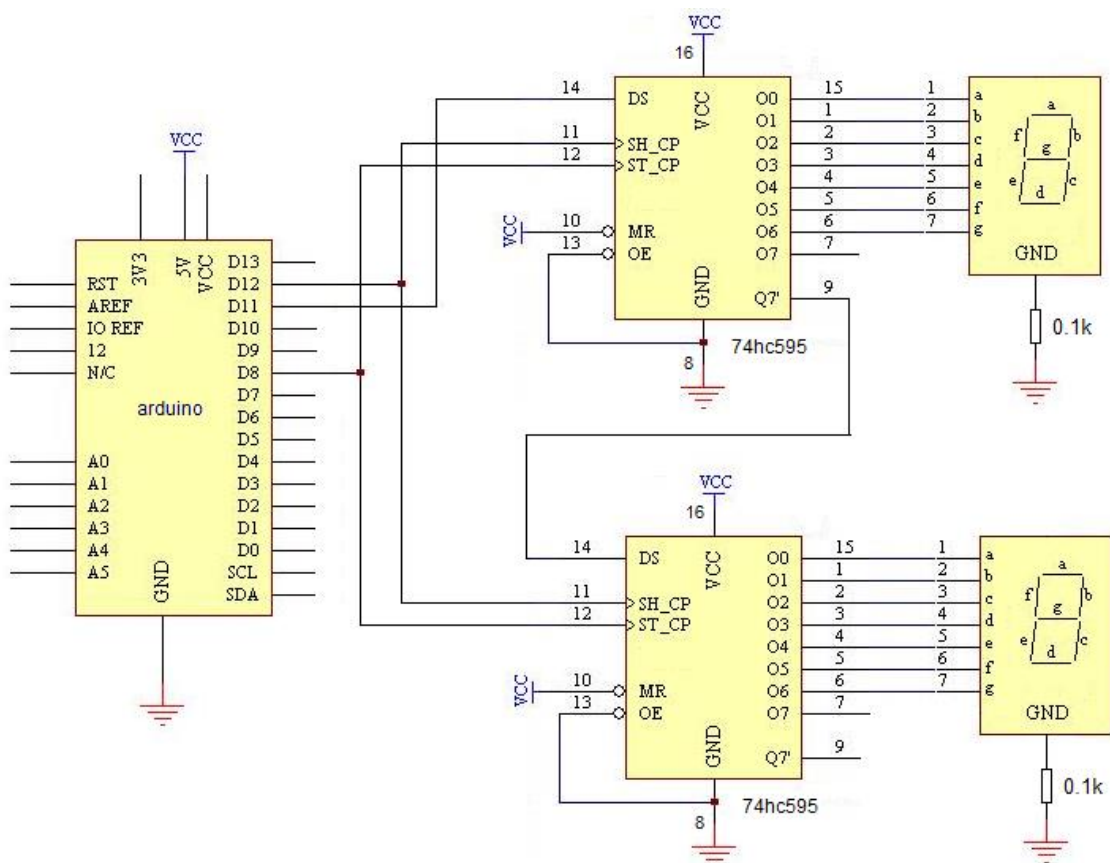 VCC
3V3
5V
VCC
RST
AREF
IO REF
12
N/C
A0
A1
A2
A3
A4
A5
D13
D12
D11
D10
D9
D8
D7
D6
D5
D4
D3
D2
D1
D0
SCL
SDA
arduino
GND
VCC
16
14 DS
11 SH_CP
12 ST_CP
VCC
10 MR
13 OE
VCC
GND
8
74hc595
O0 15 1 a
O1 1 2 b
O2 2 3 c
O3 3 4 d
O4 4 5 e
O5 5 6 f
O6 6 7 g
O7 7
Q7' 9
a
f b
g
e c
d
GND
0.1k
VCC
16
14 DS
11 SH_CP
12 ST_CP
VCC
10 MR
13 OE
VCC
GND
8
74hc595
O0 15 1 a
O1 1 2 b
O2 2 3 c
O3 3 4 d
O4 4 5 e
O5 5 6 f
O6 6 7 g
O7 7
Q7' 9
a
f b
g
e c
d
GND
0.1k